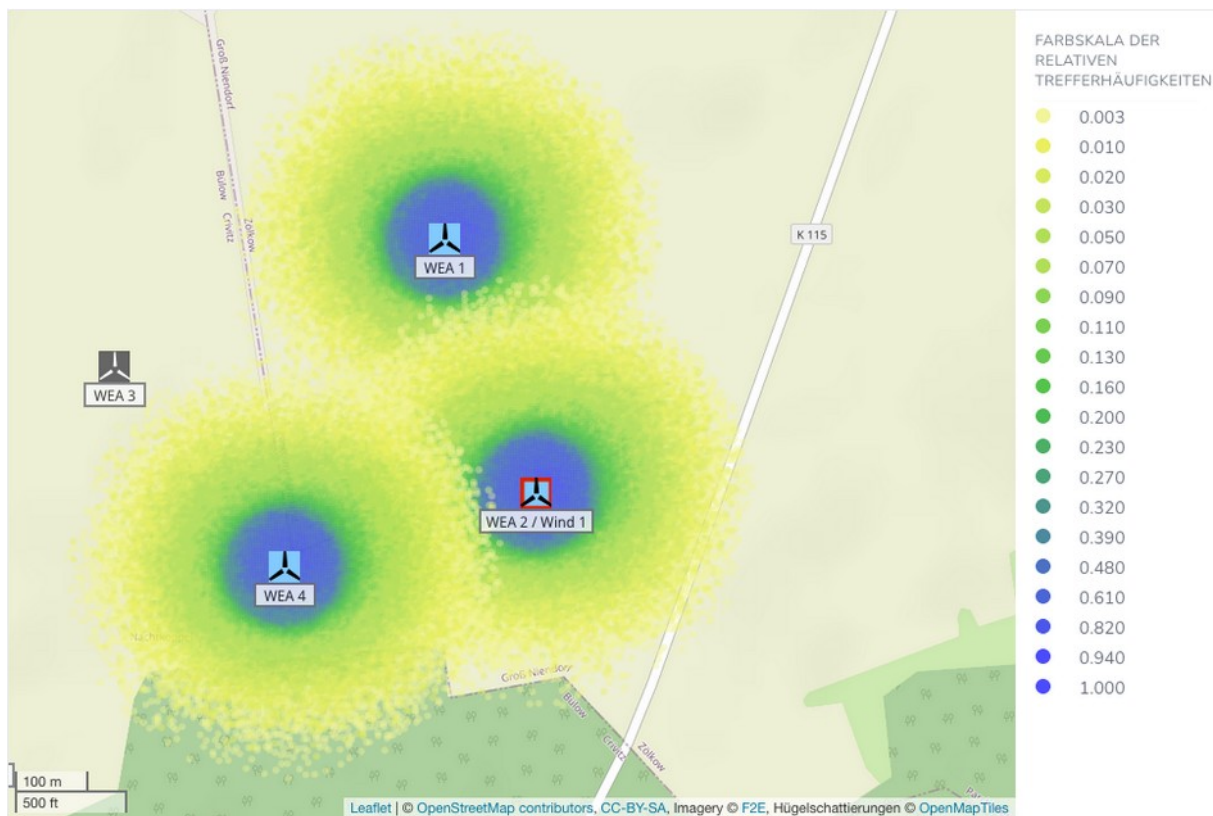 FARBSKALA DER
RELATIVEN
TREFFERHÄUFIGKEITEN
0.003
0.010
0.020
0.030
0.050
0.070
0.090
0.110
0.130
0.160
0.200
0.230
0.270
0.320
0.390
0.480
0.610
0.820
0.940
1.000
Groß Niendorf
Bülow
Crivitz
Zölkow
K 115
WEA 1
WEA 3
WEA 2 / Wind 1
WEA 4
Groß Niendorf
Bülow
Crivitz
Zölkow
100 m
500 ft
Leaflet | © OpenStreetMap contributors, CC-BY-SA, Imagery © F2E, Hügelschattierungen © OpenMapTiles